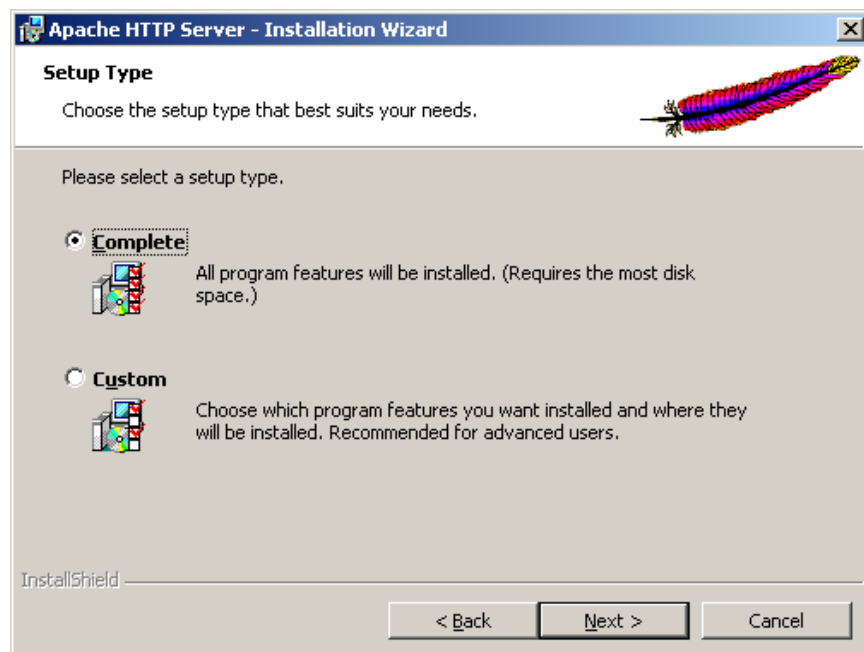 Apache HTTP Server - Installation Wizard
Setup Type
Choose the setup type that best suits your needs.
Please select a setup type.
Complete
All program features will be installed. (Requires the most disk
space.)
Custom
Choose which program features you want installed and where they
will be installed. Recommended for advanced users.
InstallShield
< Back
Next >
Cancel